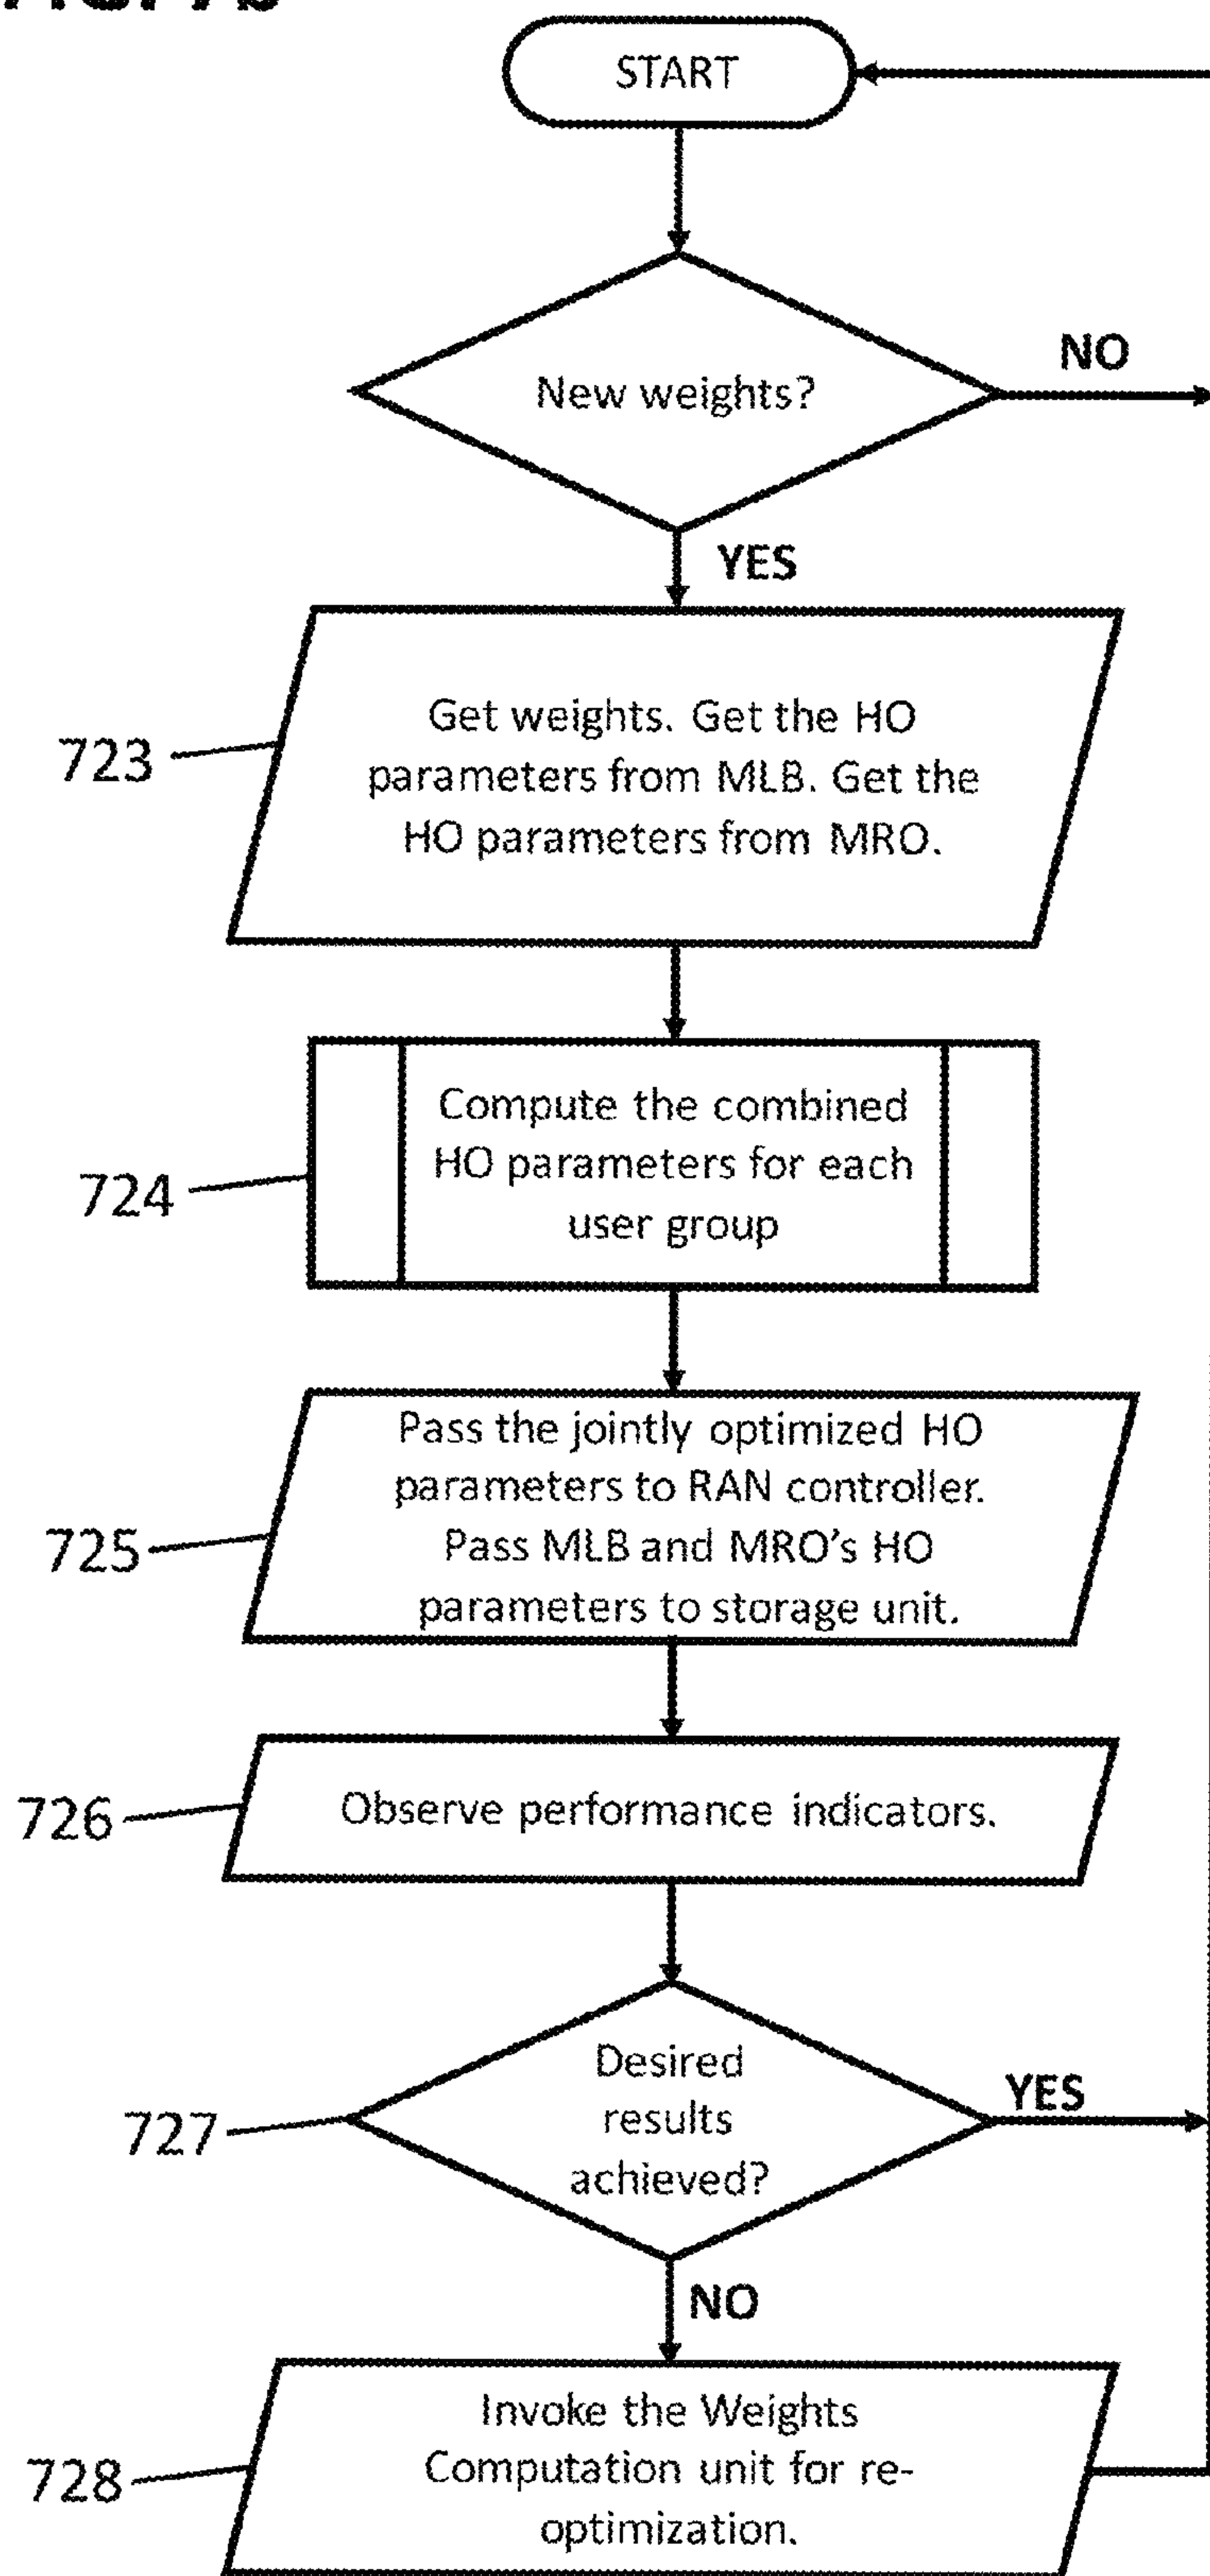 START
New weights?
NO
YES
Get weights. Get the HO
parameters from MLB. Get the
HO parameters from MRO.
723
Compute the combined
HO parameters for each
user group
724
Pass the jointly optimized HO
parameters to RAN controller.
Pass MLB and MRO's HO
parameters to storage unit.
725
Observe performance indicators.
726
Desired
results
achieved?
727
YES
NO
Invoke the Weights
Computation unit for re-
optimization.
728